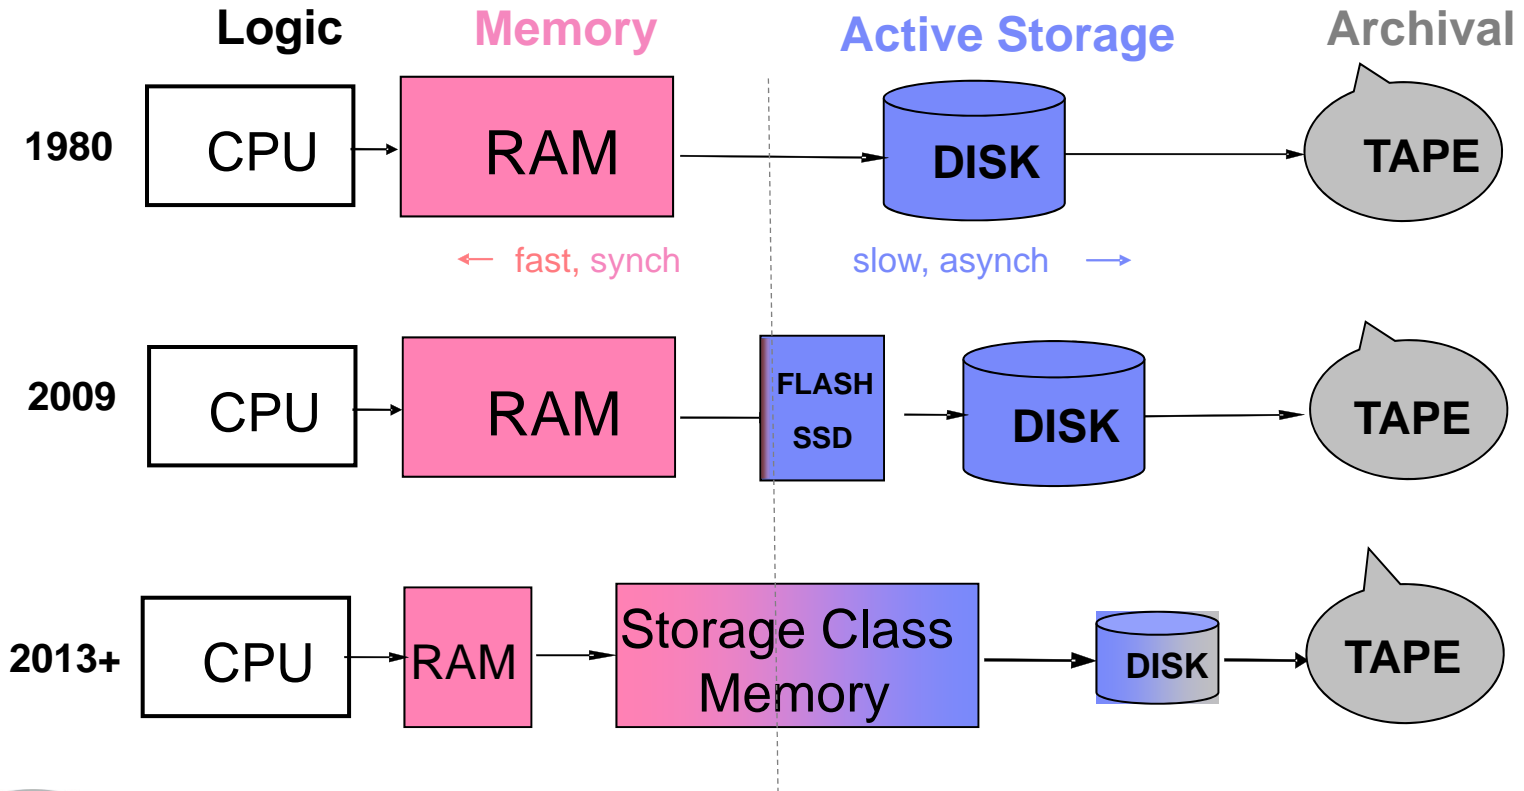 Logic Memory Active Storage Archival
1980 CPU RAM DISK TAPE
← fast, synch slow, asynch →
2009 CPU RAM FLASH SSD DISK TAPE
2013+ CPU RAM Storage Class Memory DISK TAPE